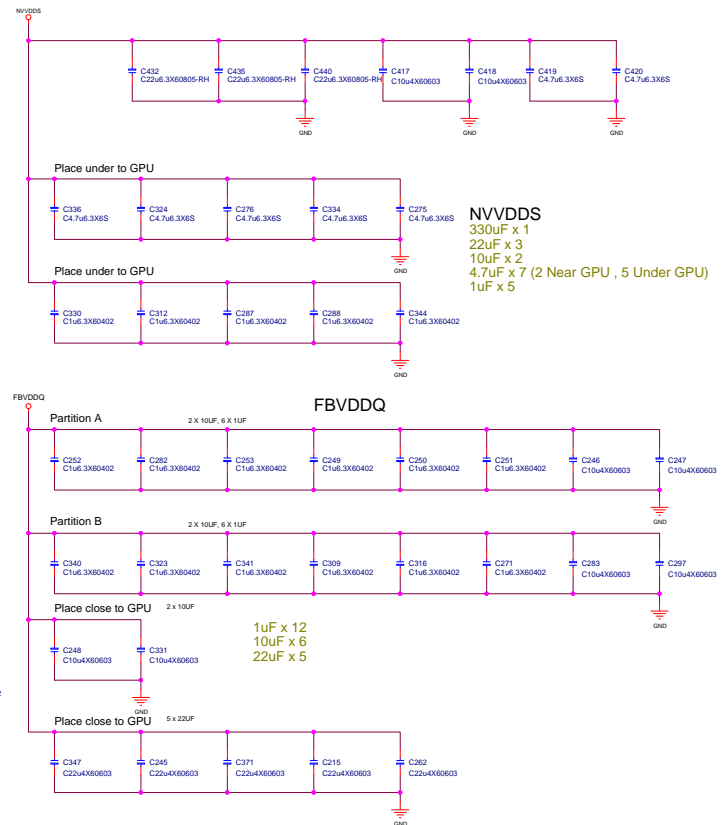 NVVDDS
C432
C22u6.3X60805-RH
C435
C22u6.3X60805-RH
C440
C22u6.3X60805-RH
C417
C10u4X60603
C418
C10u4X60603
C419
C4.7u6.3X6S
C420
C4.7u6.3X6S
GND
GND
GND
Place under to GPU
C336
C4.7u6.3X6S
C324
C4.7u6.3X6S
C276
C4.7u6.3X6S
C334
C4.7u6.3X6S
C275
C4.7u6.3X6S
GND
NVVDDS
330uF x 1
22uF x 3
10uF x 2
4.7uF x 7 (2 Near GPU , 5 Under GPU)
1uF x 5
Place under to GPU
C330
C1u6.3X60402
C312
C1u6.3X60402
C287
C1u6.3X60402
C288
C1u6.3X60402
C344
C1u6.3X60402
GND
FBVDDQ
FBVDDQ
Partition A
2 X 10UF, 6 X 1UF
C252
C1u6.3X60402
C282
C1u6.3X60402
C253
C1u6.3X60402
C249
C1u6.3X60402
C250
C1u6.3X60402
C251
C1u6.3X60402
C246
C10u4X60603
C247
C10u4X60603
GND
Partition B
2 X 10UF, 6 X 1UF
C340
C1u6.3X60402
C323
C1u6.3X60402
C341
C1u6.3X60402
C309
C1u6.3X60402
C316
C1u6.3X60402
C271
C1u6.3X60402
C283
C10u4X60603
C297
C10u4X60603
GND
Place close to GPU
2 x 10UF
C248
C10u4X60603
C331
C10u4X60603
GND
1uF x 12
10uF x 6
22uF x 5
Place close to GPU
5 x 22UF
C347
C22u4X60603
C245
C22u4X60603
C371
C22u4X60603
C215
C22u4X60603
C262
C22u4X60603
GND